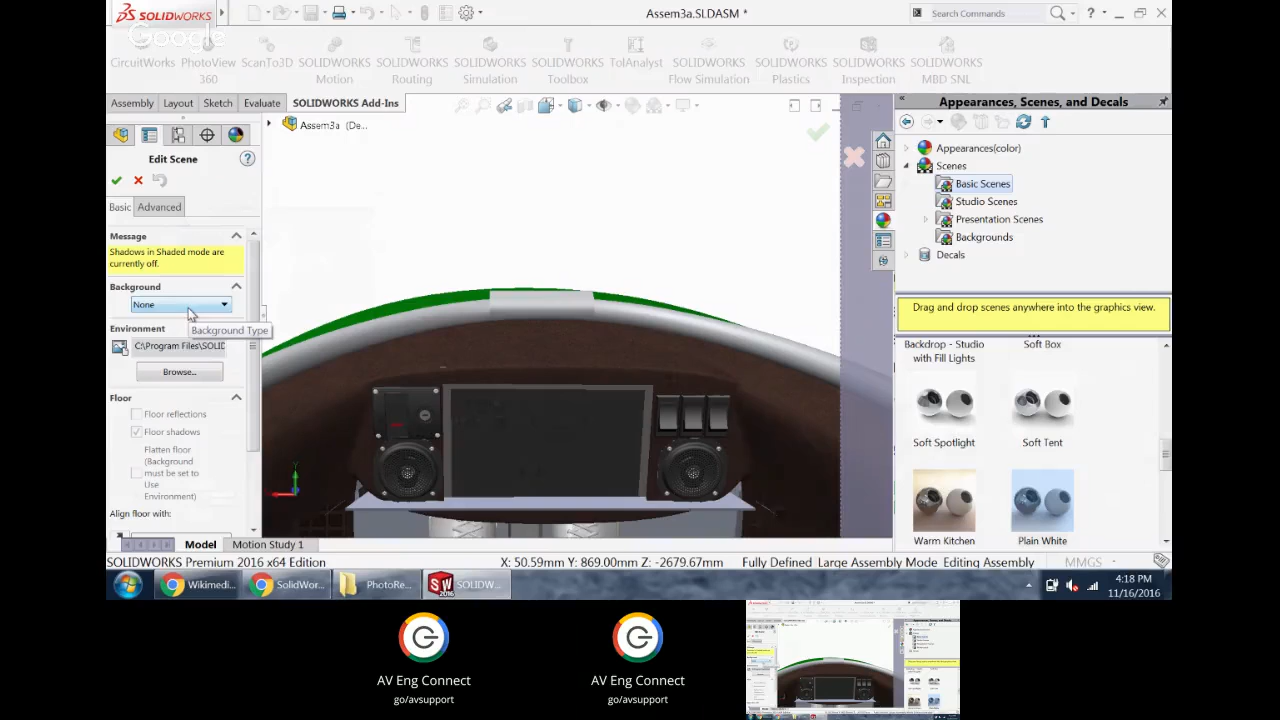 SOLIDWORKS
Google
Assem3a.SLDASM *
Search Commands
CircuitWorks
PhotoView
360
ScanTo3D
SOLIDWORKS
Motion
SOLIDWORKS
Routing
SOLIDWORKS
Simulation
SOLIDWORKS
Toolbox
TolAnalyst
SOLIDWORKS
Flow Simulation
SOLIDWORKS
Plastics
SOLIDWORKS
Inspection
SOLIDWORKS
MBD SNL
Assembly
Layout
Sketch
Evaluate
SOLIDWORKS Add-Ins
Assem3a (De...
Edit Scene
Basic
Advanced
Message
Shadows in Shaded mode are
currently off.
Background
None
Background Type
Environment
C:\Program Files\SOLID
Browse...
Floor
Floor reflections
Floor shadows
Flatten floor
(Background
must be set to
Use
Environment)
Align floor with:
Appearances, Scenes, and Decals
Appearances(color)
Scenes
Basic Scenes
Studio Scenes
Presentation Scenes
Backgrounds
Decals
Drag and drop scenes anywhere into the graphics view.
Backdrop - Studio
with Fill Lights
Soft Box
Soft Spotlight
Soft Tent
Warm Kitchen
Plain White
Model
Motion Study 1
SOLIDWORKS Premium 2016 x64 Edition
X: 50.59mm Y: 869.00mm Z: -2679.67mm
Fully Defined
Large Assembly Mode
Editing Assembly
MMGS
Wikimedi...
SolidWor...
PhotoRe...
SW
2016
SOLIDW...
4:18 PM
11/16/2016
AV Eng Connect
go/avsupport
AV Eng Connect
go/avsupport